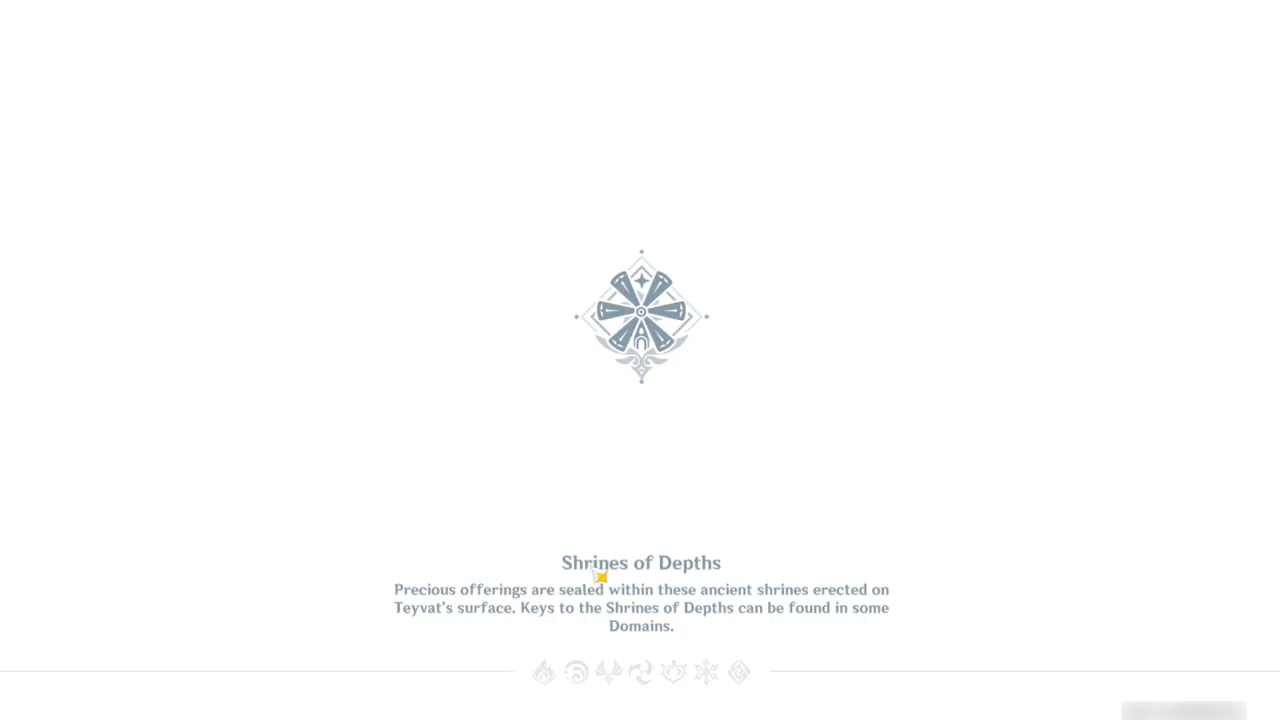 Shrines of Depths
Precious offerings are sealed within these ancient shrines erected on
Teyvat's surface. Keys to the Shrines of Depths can be found in some
Domains.